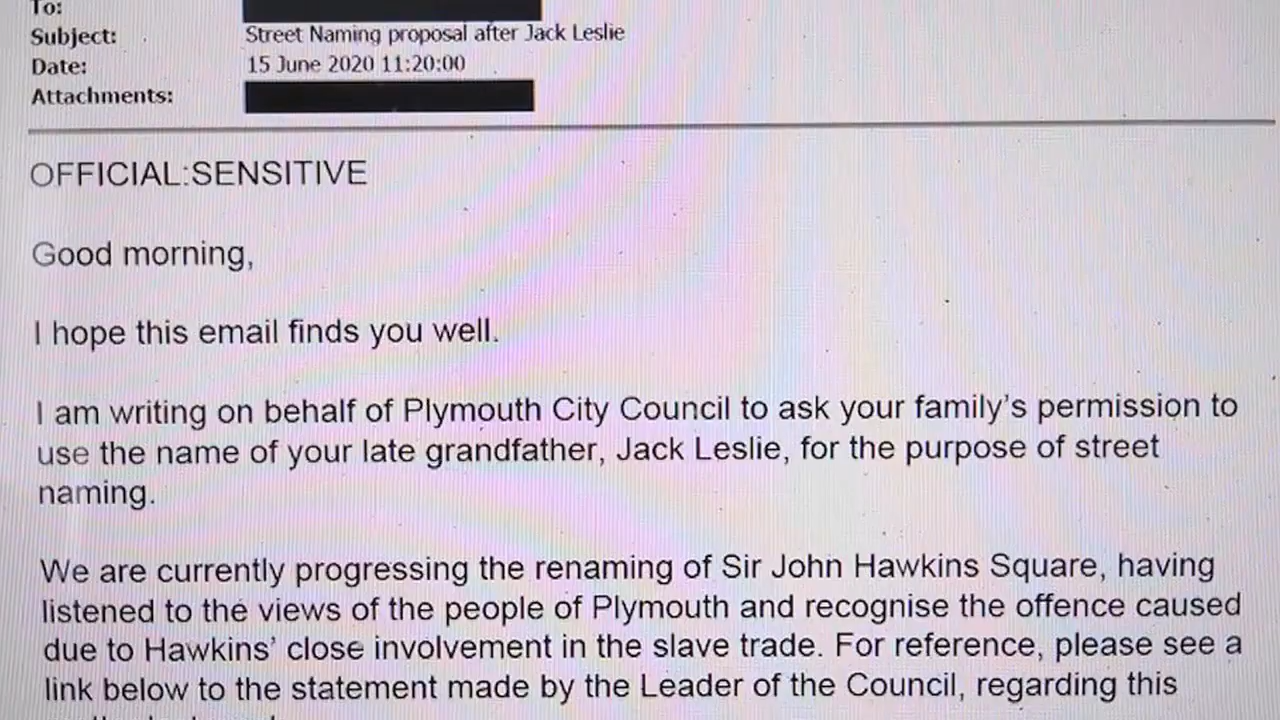 To:
Subject: Street Naming proposal after Jack Leslie
Date: 15 June 2020 11:20:00
Attachments:
OFFICIAL:SENSITIVE
Good morning,
I hope this email finds you well.
I am writing on behalf of Plymouth City Council to ask your family's permission to
use the name of your late grandfather, Jack Leslie, for the purpose of street
naming.
We are currently progressing the renaming of Sir John Hawkins Square, having
listened to the views of the people of Plymouth and recognise the offence caused
due to Hawkins' close involvement in the slave trade. For reference, please see a
link below to the statement made by the Leader of the Council, regarding this